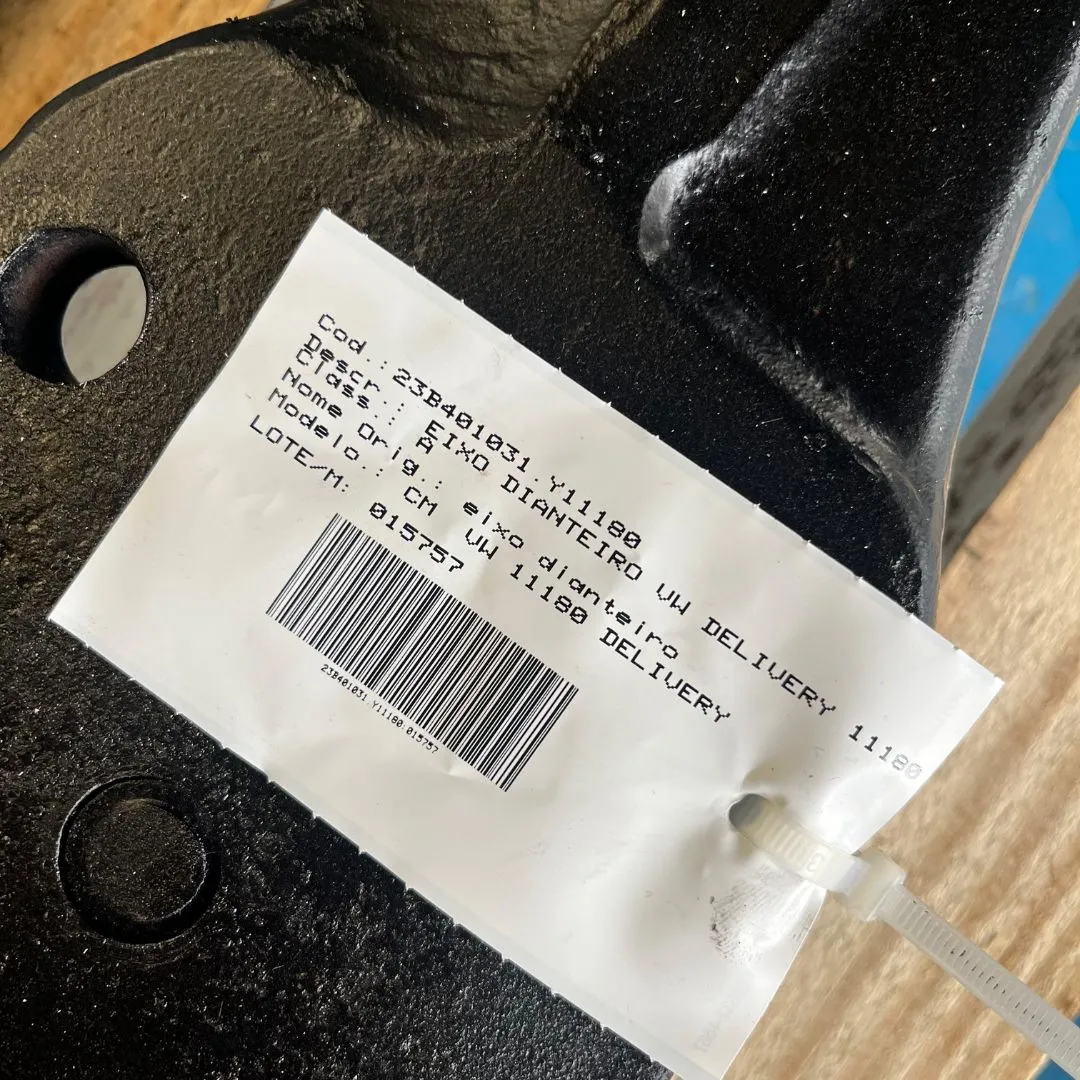 Cod.: 23B401031.Y11180
Descr.: EIXO DIANTEIRO VW DELIVERY 11180
Class.: A
Nome Orig.: eixo dianteiro
Modelo.: CM VW 11180 DELIVERY
LOTE/M: 015757
23B401031.Y11180.015757